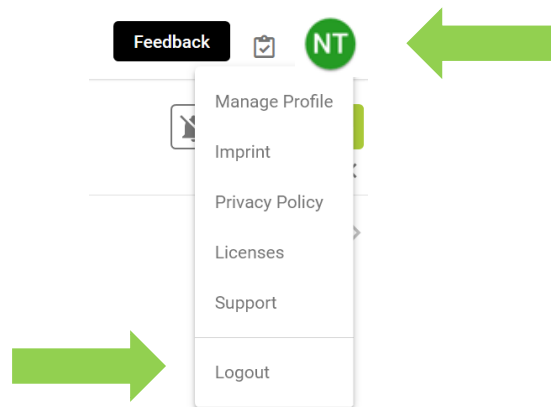 Feedback
NT
Manage Profile
Imprint
Privacy Policy
Licenses
Support
Logout